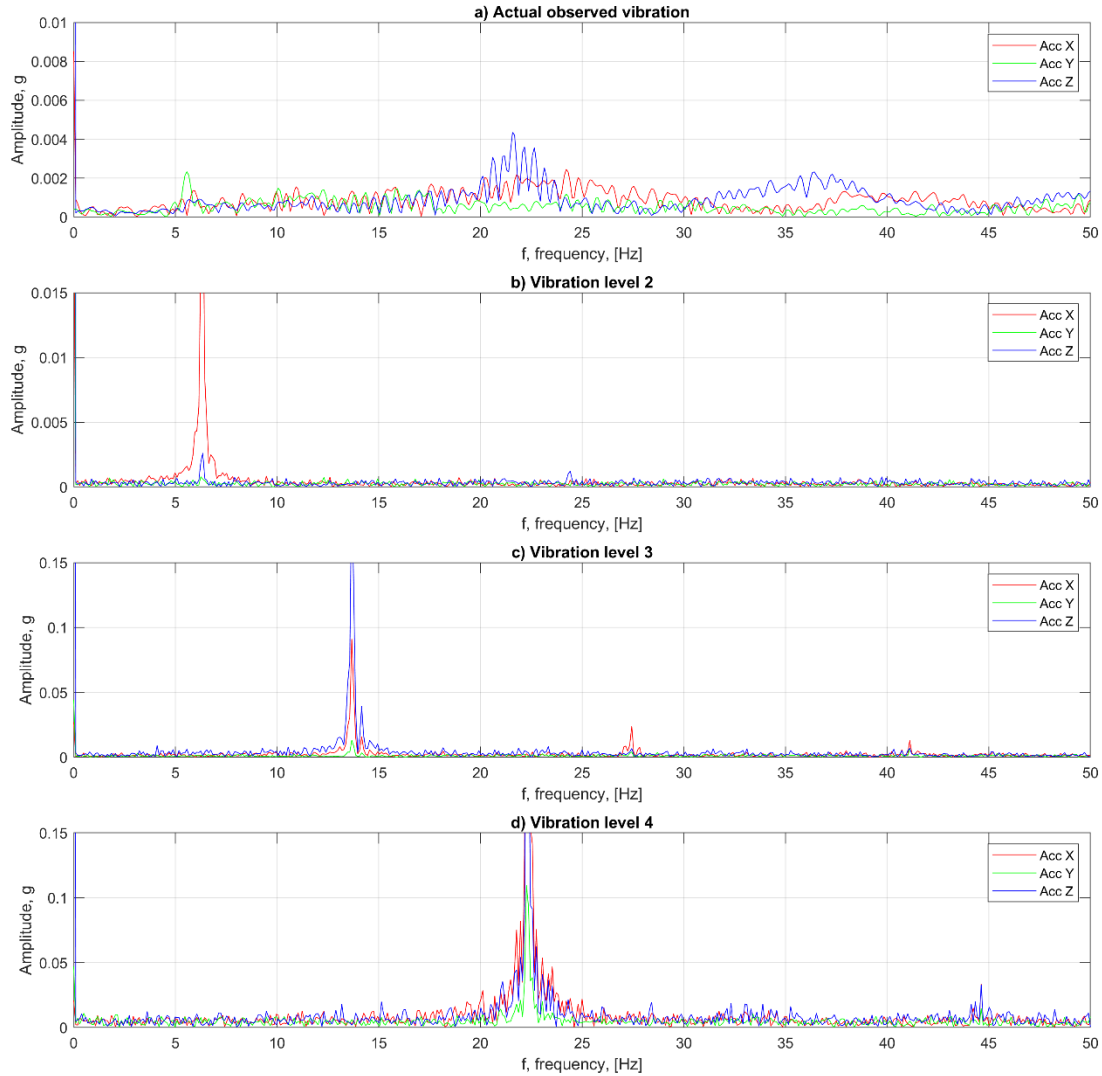 a) Actual observed vibration
0.01
0.008
0.006
0.004
0.002
0
Amplitude, g
Acc X
Acc Y
Acc Z
0 5 10 15 20 25 30 35 40 45 50
f, frequency, [Hz]
b) Vibration level 2
0.015
0.01
0.005
0
Amplitude, g
Acc X
Acc Y
Acc Z
0 5 10 15 20 25 30 35 40 45 50
f, frequency, [Hz]
c) Vibration level 3
0.15
0.1
0.05
0
Amplitude, g
Acc X
Acc Y
Acc Z
0 5 10 15 20 25 30 35 40 45 50
f, frequency, [Hz]
d) Vibration level 4
0.15
0.1
0.05
0
Amplitude, g
Acc X
Acc Y
Acc Z
0 5 10 15 20 25 30 35 40 45 50
f, frequency, [Hz]